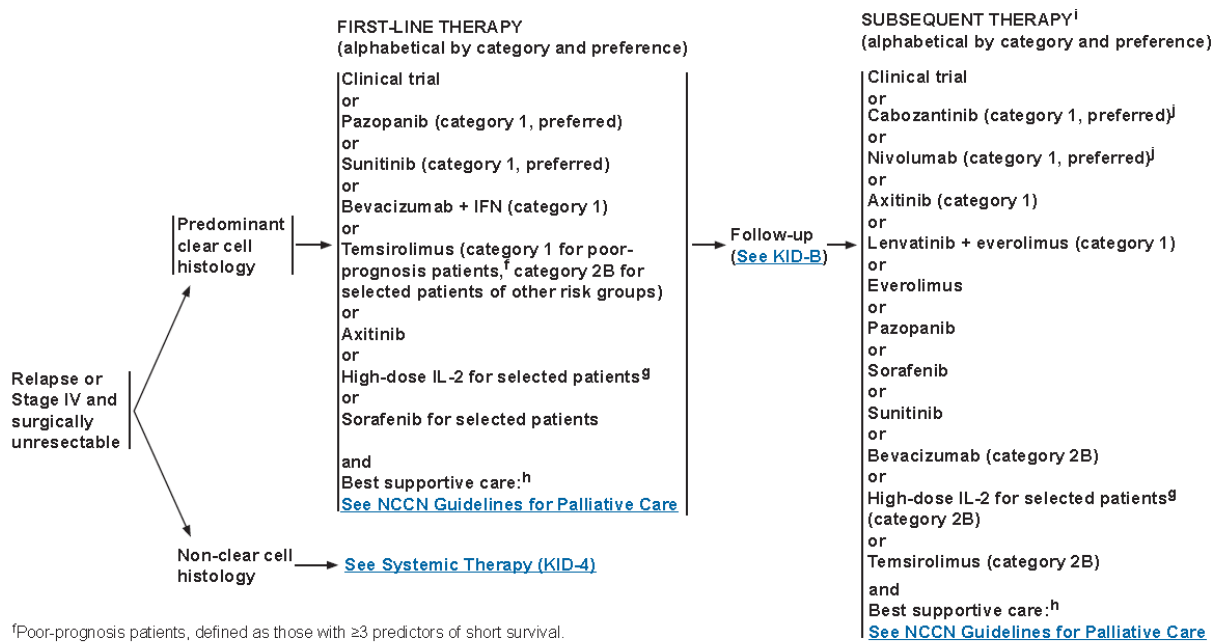 FIRST-LINE THERAPY
(alphabetical by category and preference)
SUBSEQUENT THERAPYⁱ
(alphabetical by category and preference)
Relapse or
Stage IV and
surgically
unresectable
Predominant
clear cell
histology
Clinical trial
or
Pazopanib (category 1, preferred)
or
Sunitinib (category 1, preferred)
or
Bevacizumab + IFN (category 1)
or
Temsirolimus (category 1 for poor-
prognosis patients,ᶠ category 2B for
selected patients of other risk groups)
or
Axitinib
or
High-dose IL-2 for selected patientsᵍ
or
Sorafenib for selected patients
and
Best supportive care:ʰ
See NCCN Guidelines for Palliative Care
Follow-up
(See KID-B)
Clinical trial
or
Cabozantinib (category 1, preferred)ʲ
or
Nivolumab (category 1, preferred)ʲ
or
Axitinib (category 1)
or
Lenvatinib + everolimus (category 1)
or
Everolimus
or
Pazopanib
or
Sorafenib
or
Sunitinib
or
Bevacizumab (category 2B)
or
High-dose IL-2 for selected patientsᵍ
(category 2B)
or
Temsirolimus (category 2B)
and
Best supportive care:ʰ
See NCCN Guidelines for Palliative Care
Non-clear cell
histology
See Systemic Therapy (KID-4)
ᶠPoor-prognosis patients, defined as those with ≥3 predictors of short survival.